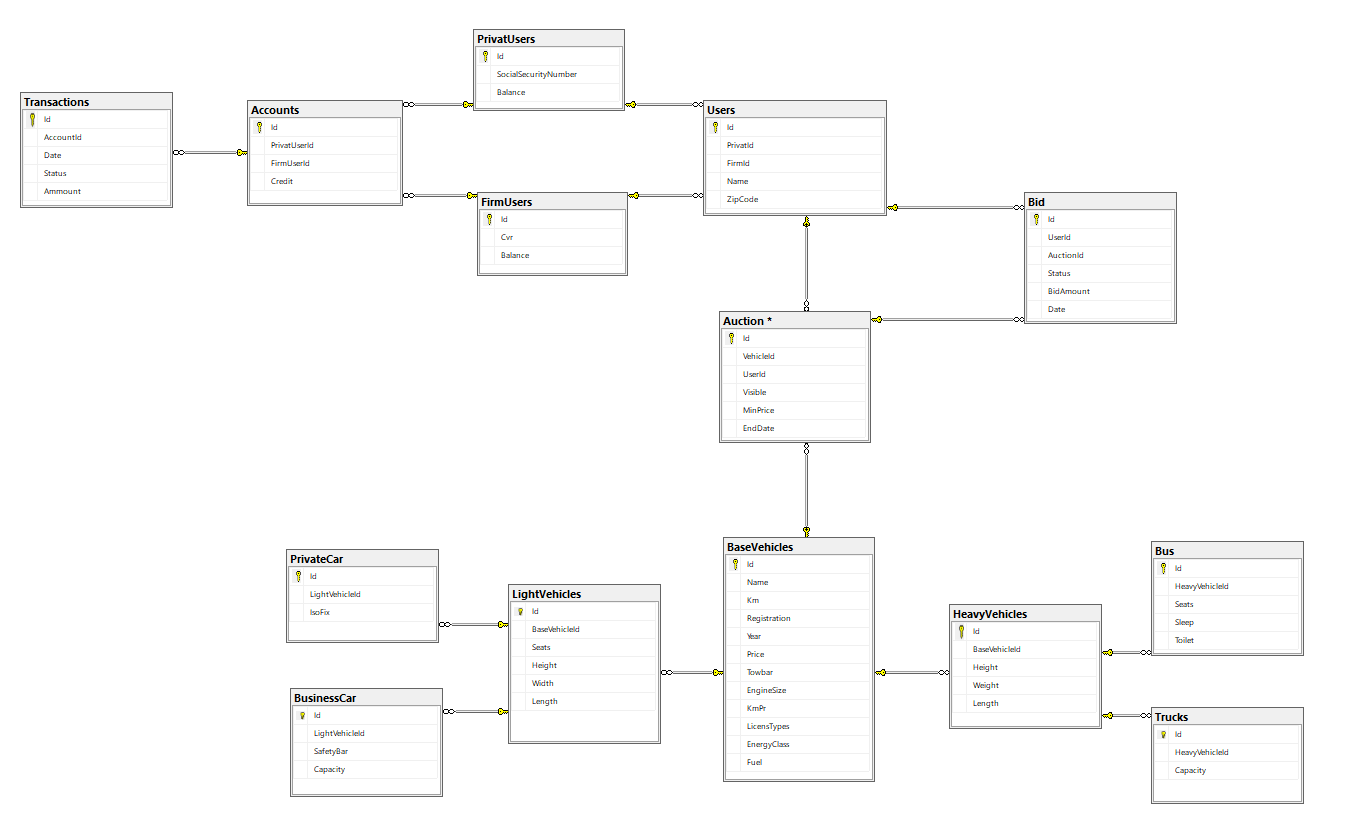 PrivatUsers
Id
SocialSecurityNumber
Balance
Transactions
Id
AccountId
Date
Status
Ammount
Accounts
Id
PrivatUserId
FirmUserId
Credit
Users
Id
PrivatId
FirmId
Name
ZipCode
FirmUsers
Id
Cvr
Balance
Bid
Id
UserId
AuctionId
Status
BidAmount
Date
Auction *
Id
VehicleId
UserId
Visible
MinPrice
EndDate
PrivateCar
Id
LightVehicleId
IsoFix
LightVehicles
Id
BaseVehicleId
Seats
Height
Width
Length
BusinessCar
Id
LightVehicleId
SafetyBar
Capacity
BaseVehicles
Id
Name
Km
Registration
Year
Price
Towbar
EngineSize
KmPr
LicensTypes
EnergyClass
Fuel
HeavyVehicles
Id
BaseVehicleId
Height
Weight
Length
Bus
Id
HeavyVehicleId
Seats
Sleep
Toilet
Trucks
Id
HeavyVehicleId
Capacity